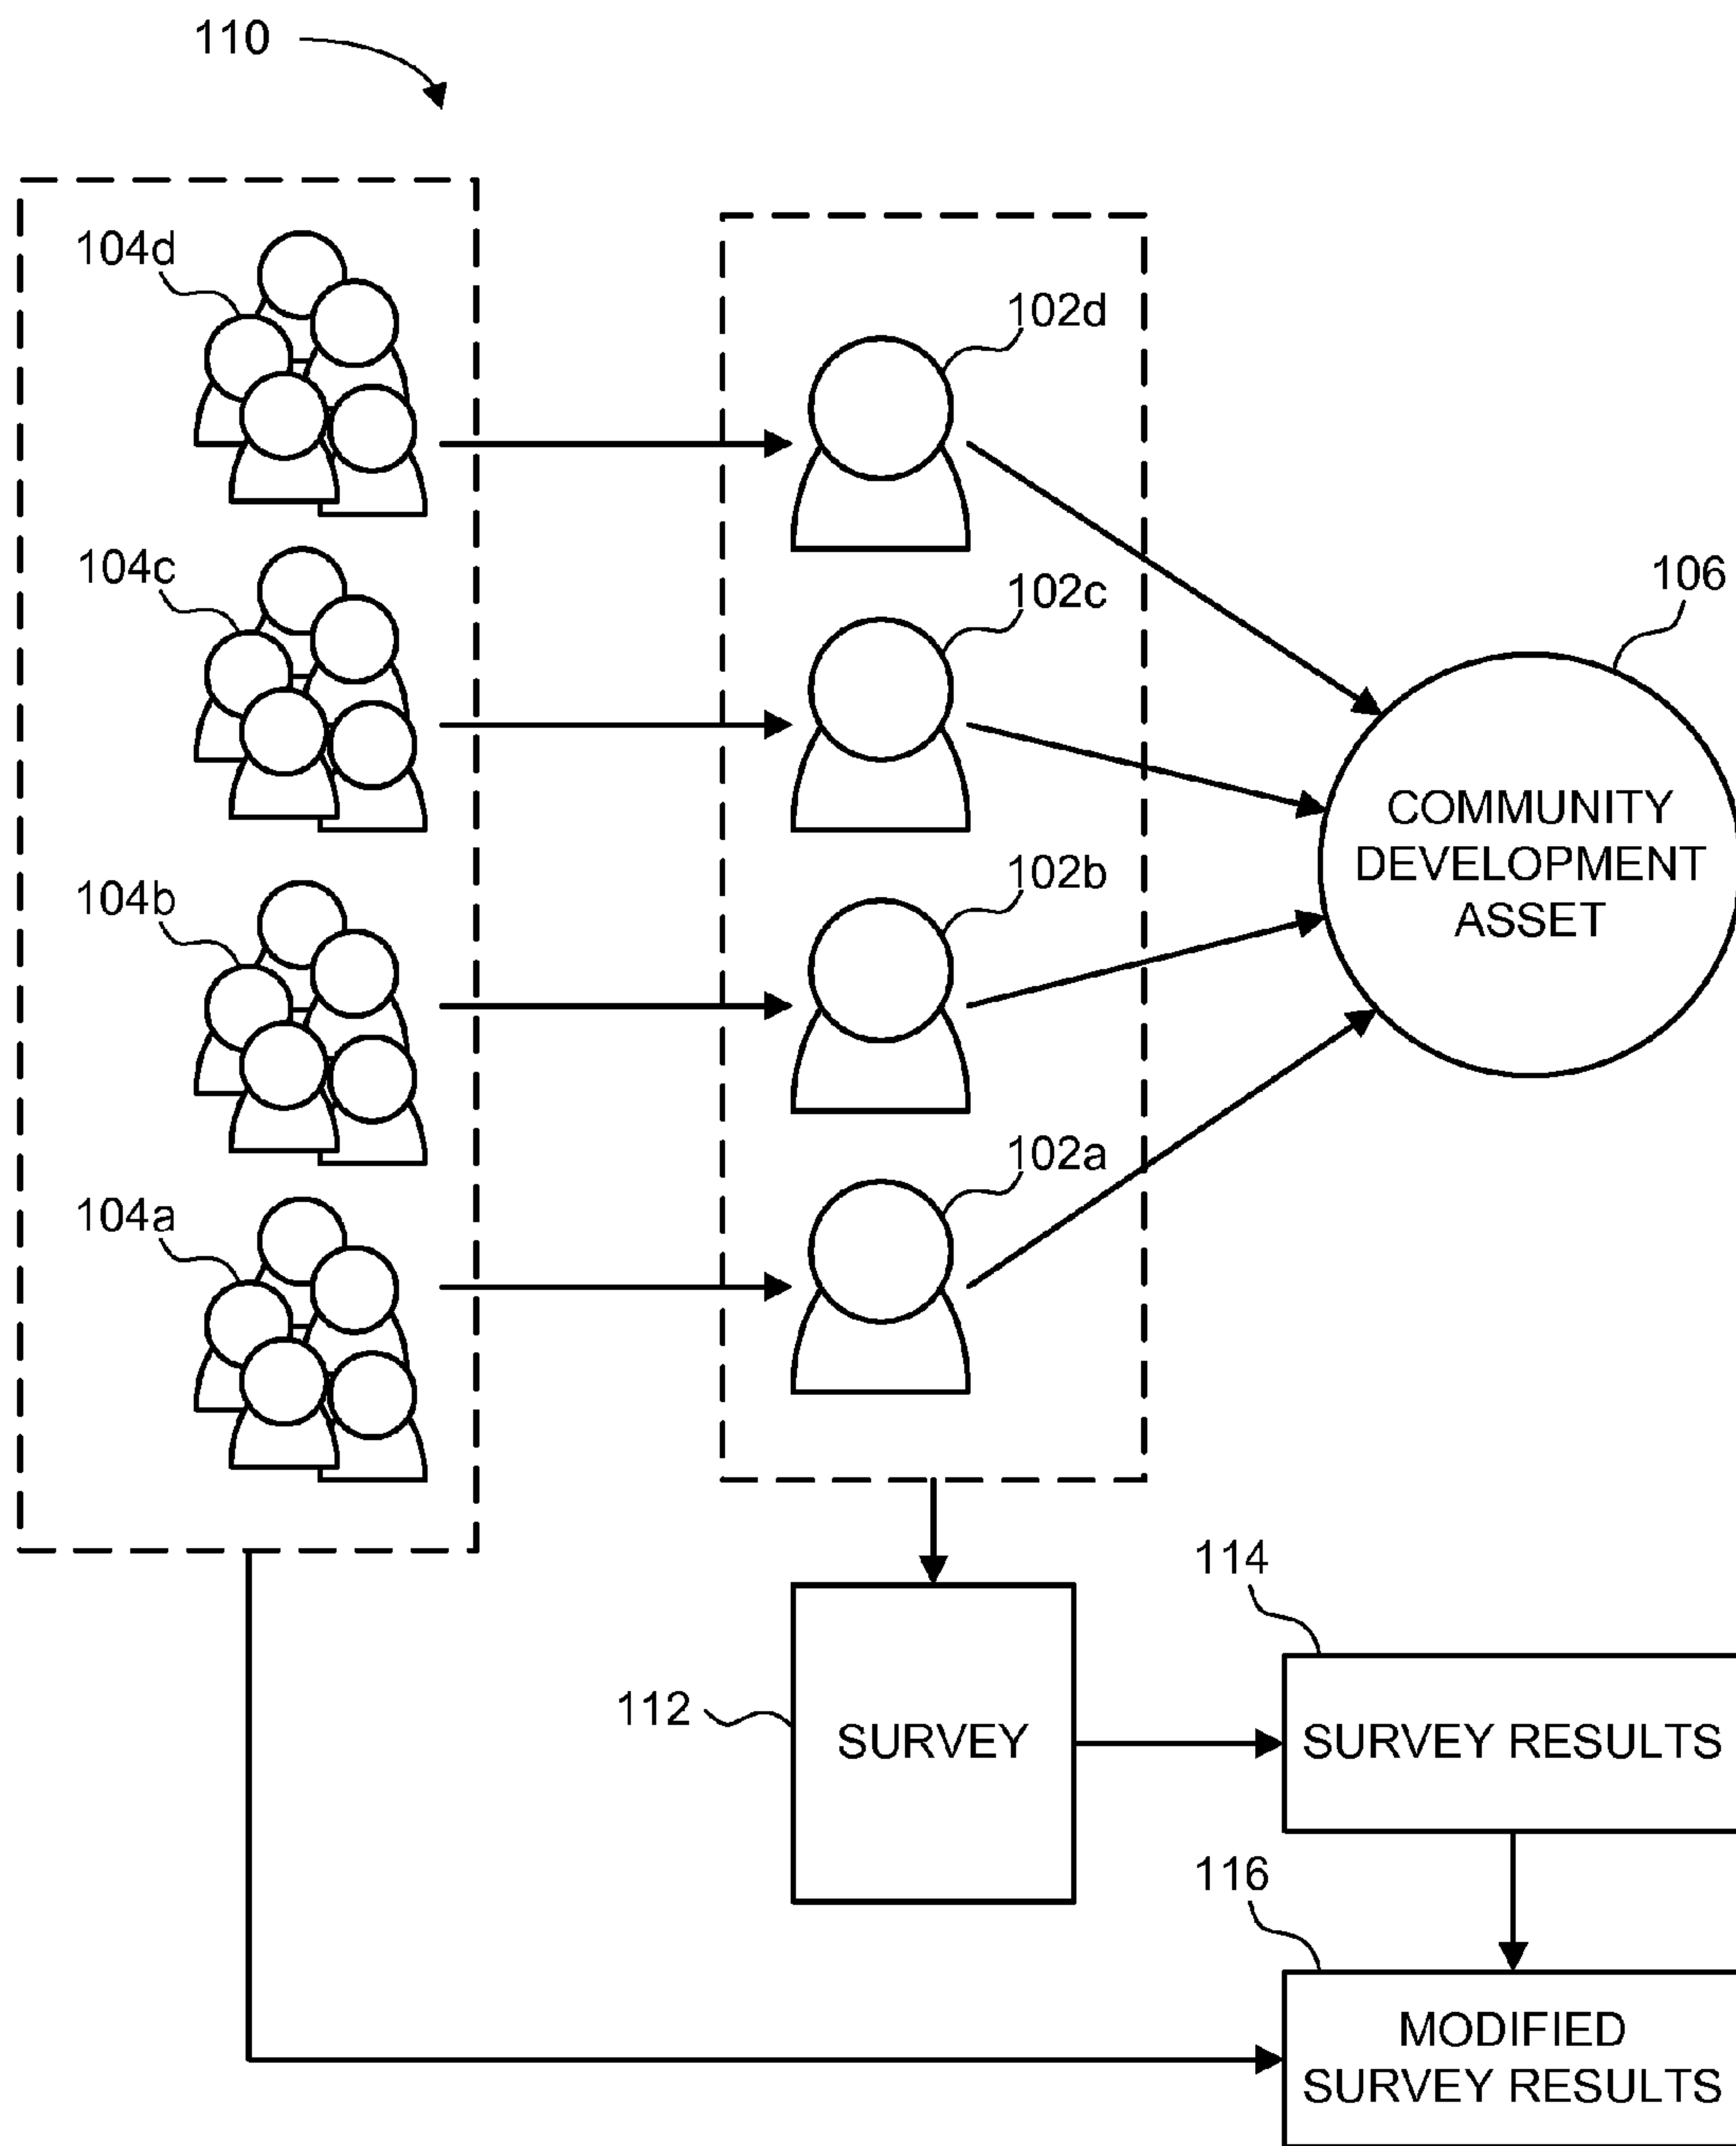 110
104d
102d
104c
102c
106
COMMUNITY
DEVELOPMENT
ASSET
104b
102b
104a
102a
114
112
SURVEY
SURVEY RESULTS
116
MODIFIED
SURVEY RESULTS